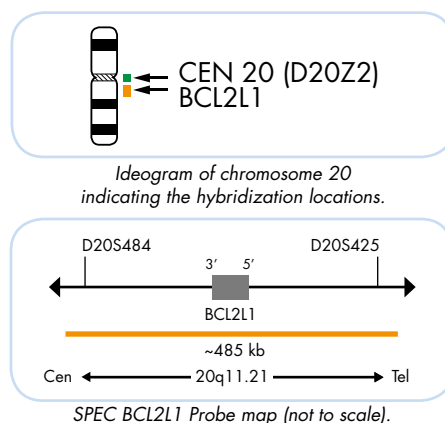 CEN 20 (D20Z2)
BCL2L1
Ideogram of chromosome 20
indicating the hybridization locations.
D20S484 D20S425
3’ 5’
BCL2L1
~485 kb
Cen 20q11.21 Tel
SPEC BCL2L1 Probe map (not to scale).